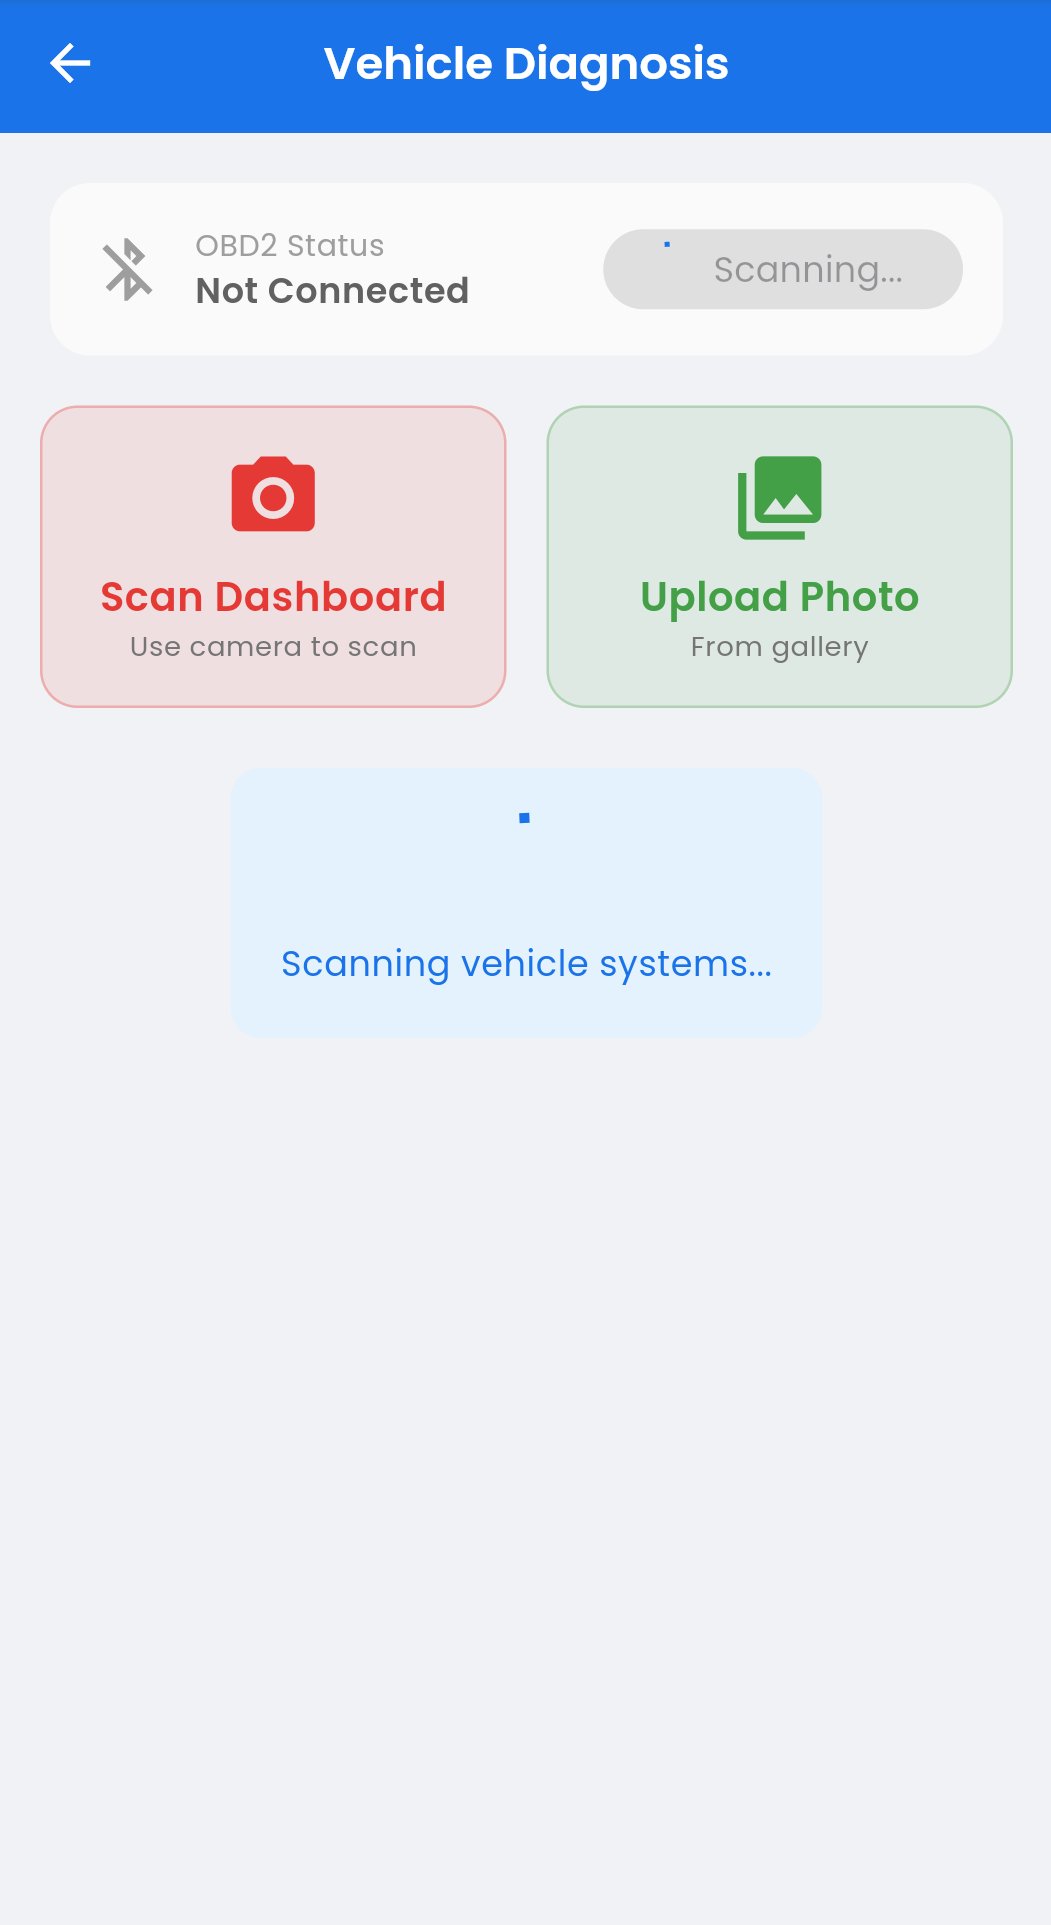 Vehicle Diagnosis
OBD2 Status
Not Connected
Scanning...
Scan Dashboard
Use camera to scan
Upload Photo
From gallery
Scanning vehicle systems...